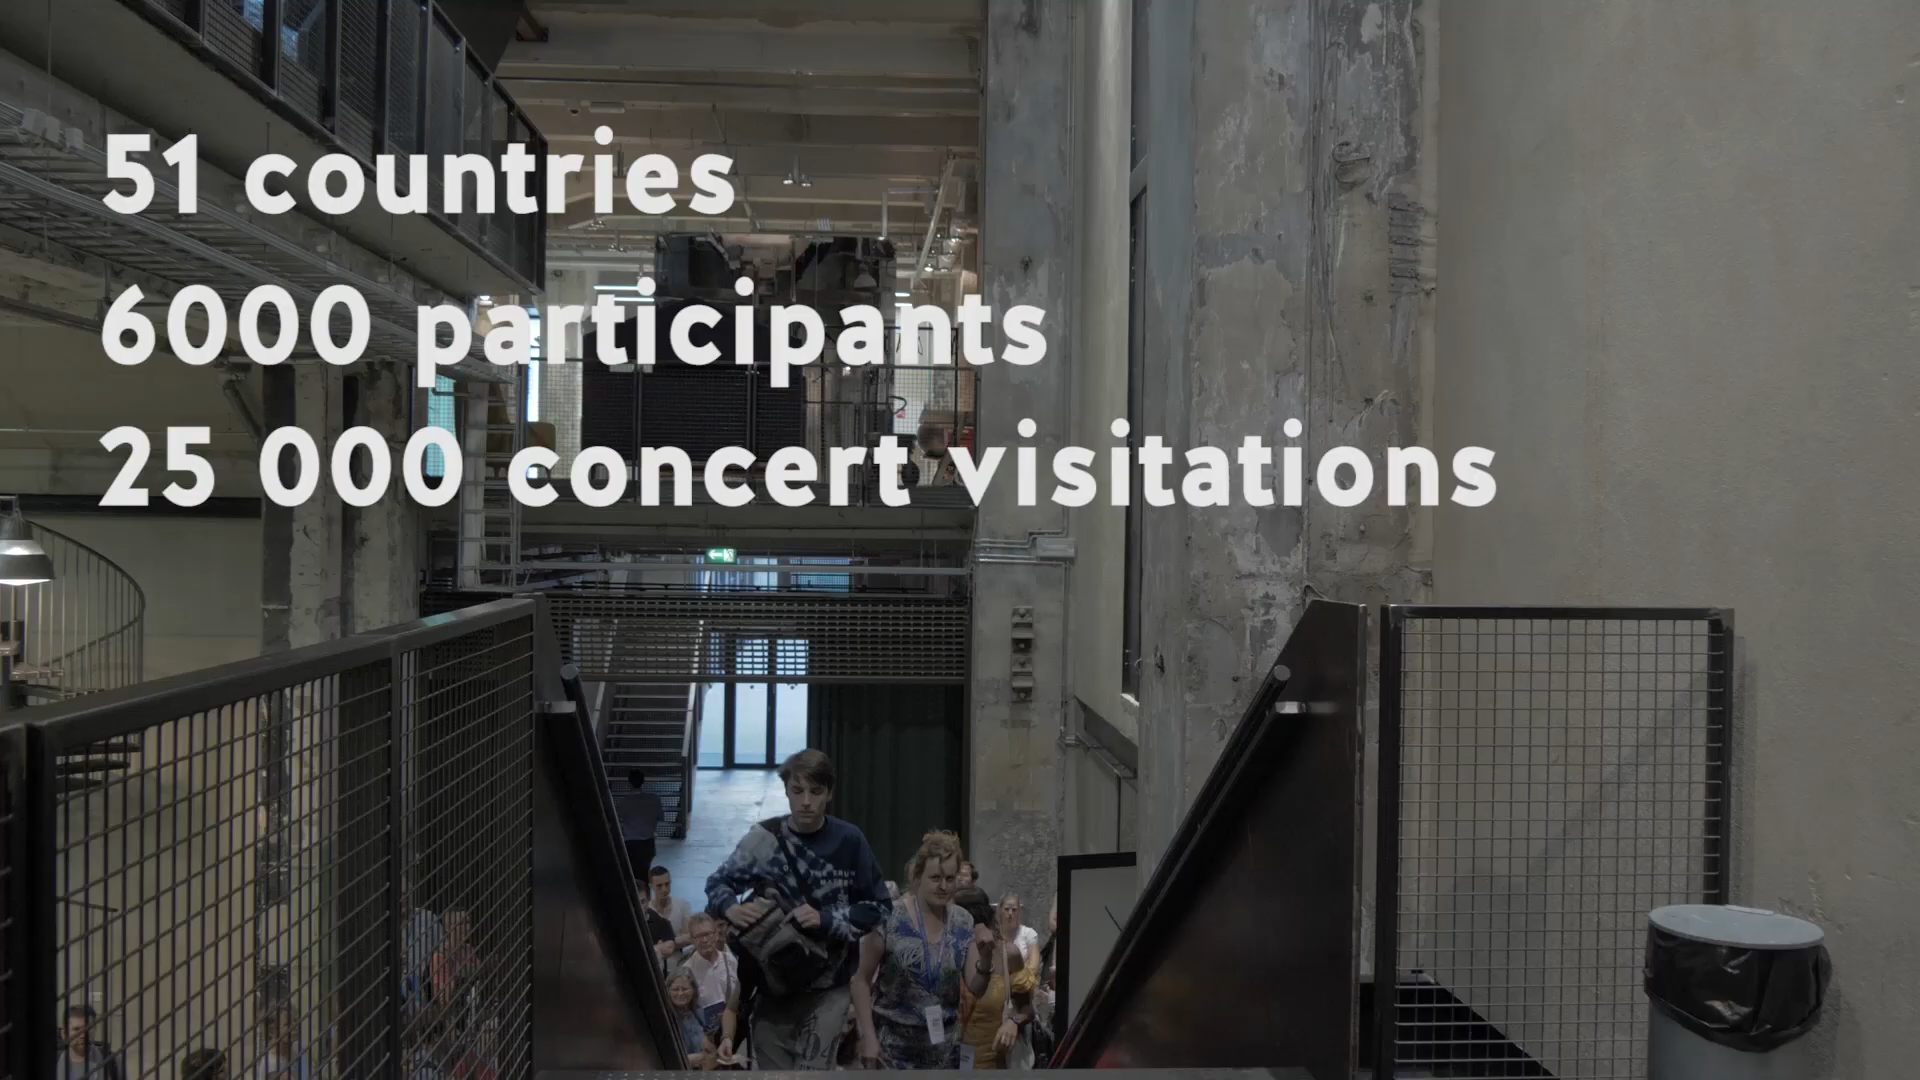 51 countries
6000 participants
25 000 concert visitations